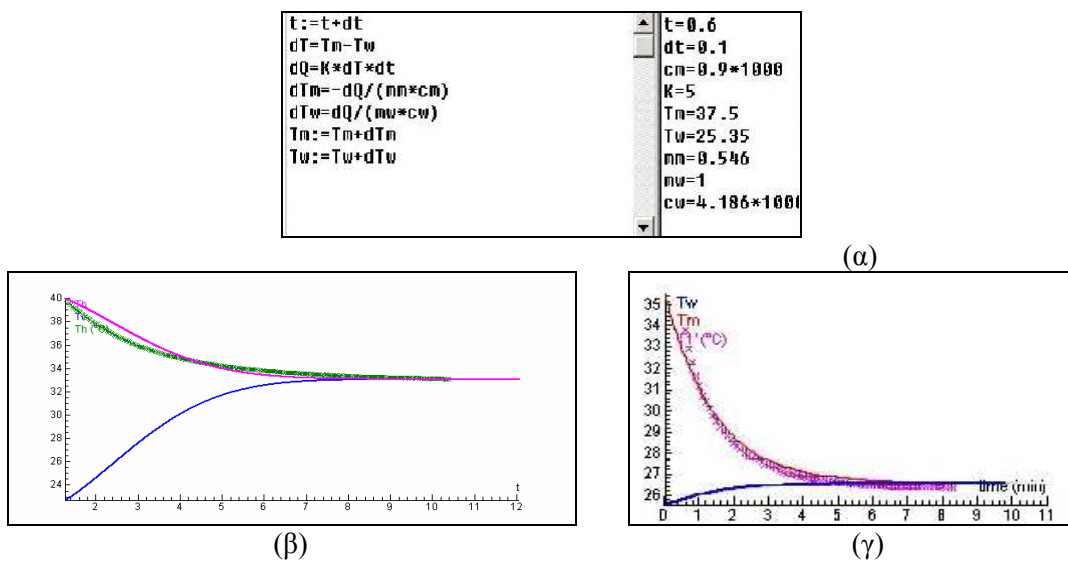 t:=t+dt
dT=Tm-Tw
dQ=K*dT*dt
dTm=-dQ/(mm*cm)
dTw=dQ/(mw*cw)
Tm:=Tm+dTm
Tw:=Tw+dTw
t=0.6
dt=0.1
cm=0.9*1000
K=5
Tm=37.5
Tw=25.35
mm=0.546
mw=1
cw=4.186*1000
(α)
40
38
36
34
32
30
28
26
24
Th
Th (°C)
2 3 4 5 6 7 8 9 10 11 12
t
(β)
35
34
33
32
31
30
29
28
27
26
Tw
Tm
(°C)
time (min)
0 1 2 3 4 5 6 7 8 9 10 11
(γ)